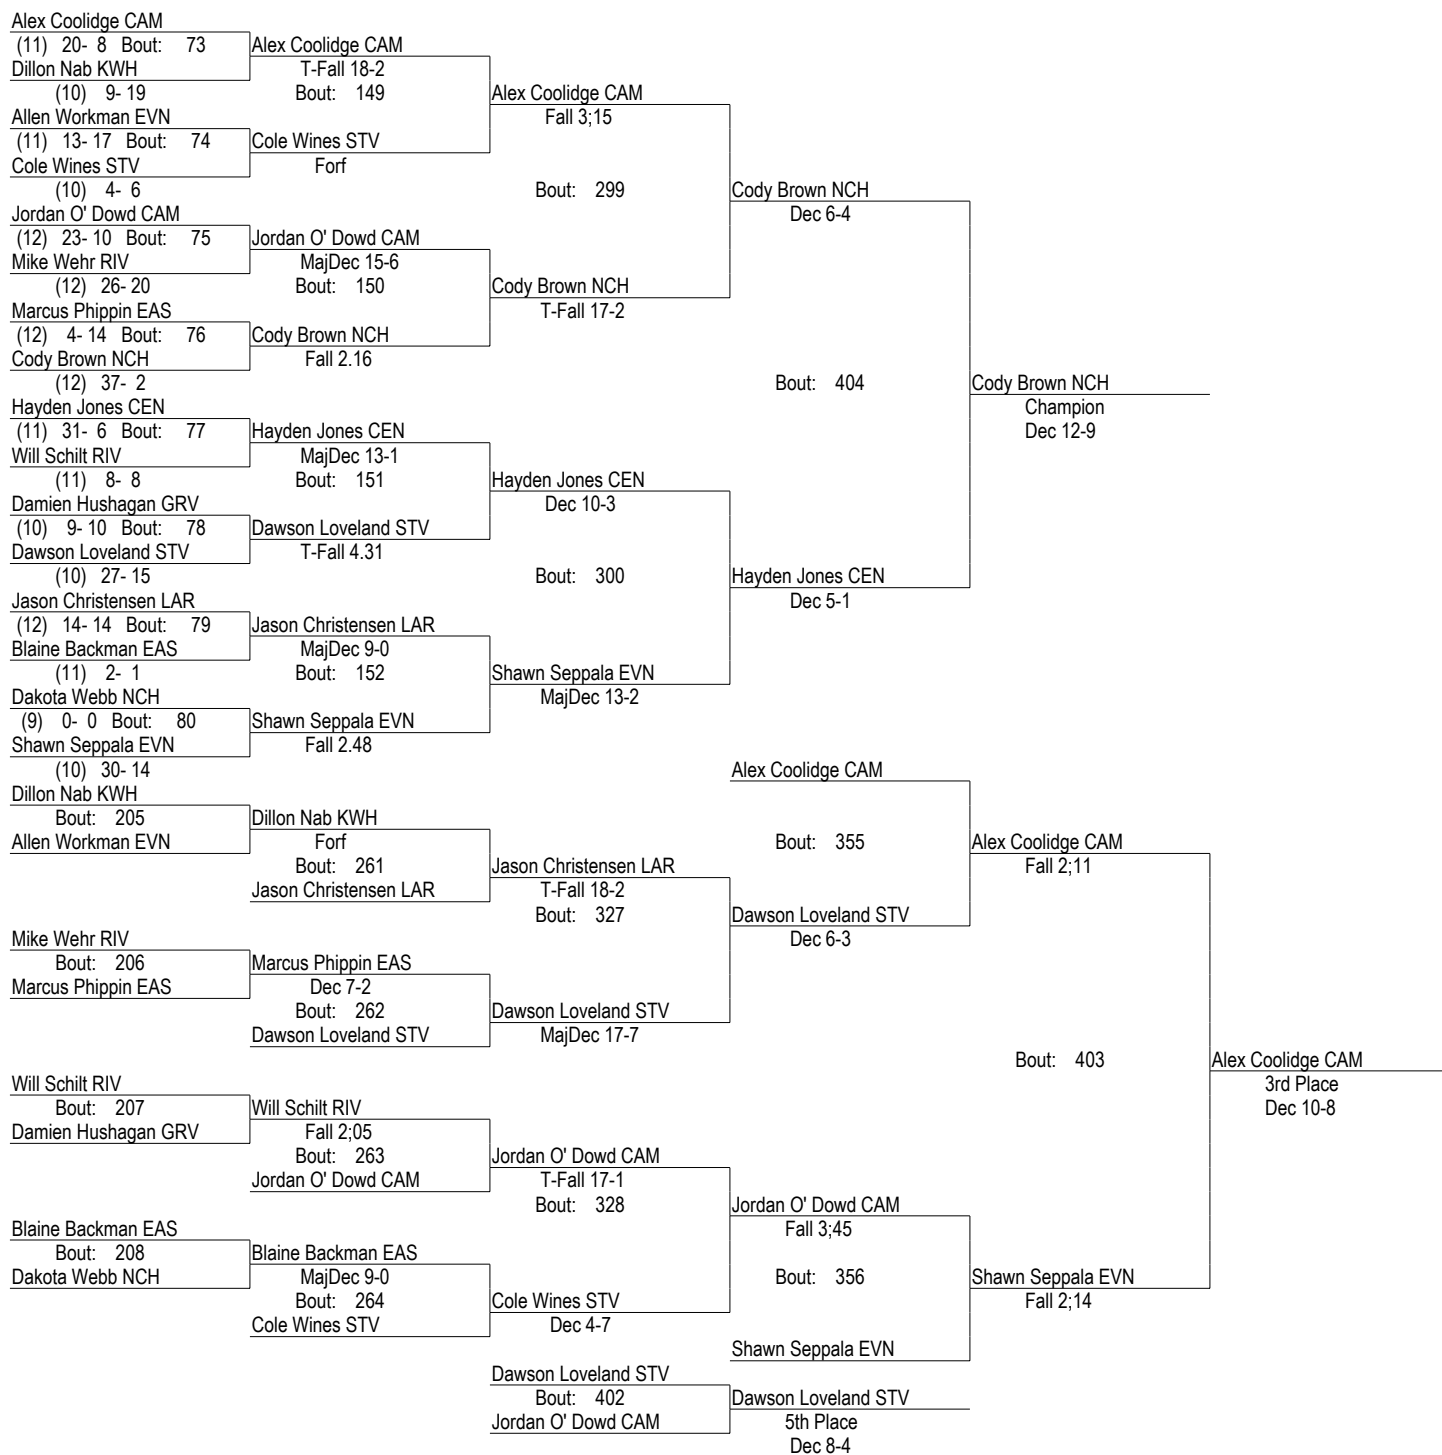 Alex Coolidge CAM
(11) 20- 8 Bout: 73
Dillon Nab KWH
(10) 9- 19
Allen Workman EVN
(11) 13- 17 Bout: 74
Cole Wines STV
(10) 4- 6
Jordan O' Dowd CAM
(12) 23- 10 Bout: 75
Mike Wehr RIV
(12) 26- 20
Marcus Phippin EAS
(12) 4- 14 Bout: 76
Cody Brown NCH
(12) 37- 2
Hayden Jones CEN
(11) 31- 6 Bout: 77
Will Schilt RIV
(11) 8- 8
Damien Hushagan GRV
(10) 9- 10 Bout: 78
Dawson Loveland STV
(10) 27- 15
Jason Christensen LAR
(12) 14- 14 Bout: 79
Blaine Backman EAS
(11) 2- 1
Dakota Webb NCH
(9) 0- 0 Bout: 80
Shawn Seppala EVN
(10) 30- 14
Alex Coolidge CAM
T-Fall 18-2
Bout: 149
Cole Wines STV
Forf
Jordan O' Dowd CAM
MajDec 15-6
Bout: 150
Cody Brown NCH
Fall 2.16
Hayden Jones CEN
MajDec 13-1
Bout: 151
Dawson Loveland STV
T-Fall 4.31
Jason Christensen LAR
MajDec 9-0
Bout: 152
Shawn Seppala EVN
Fall 2.48
Alex Coolidge CAM
Fall 3;15
Bout: 299
Cody Brown NCH
T-Fall 17-2
Hayden Jones CEN
Dec 10-3
Bout: 300
Shawn Seppala EVN
MajDec 13-2
Cody Brown NCH
Dec 6-4
Bout: 404
Hayden Jones CEN
Dec 5-1
Cody Brown NCH
Champion
Dec 12-9
Dillon Nab KWH
Bout: 205
Allen Workman EVN
Mike Wehr RIV
Bout: 206
Marcus Phippin EAS
Will Schilt RIV
Bout: 207
Damien Hushagan GRV
Blaine Backman EAS
Bout: 208
Dakota Webb NCH
Dillon Nab KWH
Forf
Bout: 261
Jason Christensen LAR
Marcus Phippin EAS
Dec 7-2
Bout: 262
Dawson Loveland STV
Will Schilt RIV
Fall 2;05
Bout: 263
Jordan O' Dowd CAM
Blaine Backman EAS
MajDec 9-0
Bout: 264
Cole Wines STV
Jason Christensen LAR
T-Fall 18-2
Bout: 327
Dawson Loveland STV
MajDec 17-7
Jordan O' Dowd CAM
T-Fall 17-1
Bout: 328
Cole Wines STV
Dec 4-7
Alex Coolidge CAM
Bout: 355
Dawson Loveland STV
Dec 6-3
Jordan O' Dowd CAM
Fall 3;45
Bout: 356
Shawn Seppala EVN
Alex Coolidge CAM
Fall 2;11
Bout: 403
Shawn Seppala EVN
Fall 2;14
Alex Coolidge CAM
3rd Place
Dec 10-8
Dawson Loveland STV
Bout: 402
Jordan O' Dowd CAM
Dawson Loveland STV
5th Place
Dec 8-4